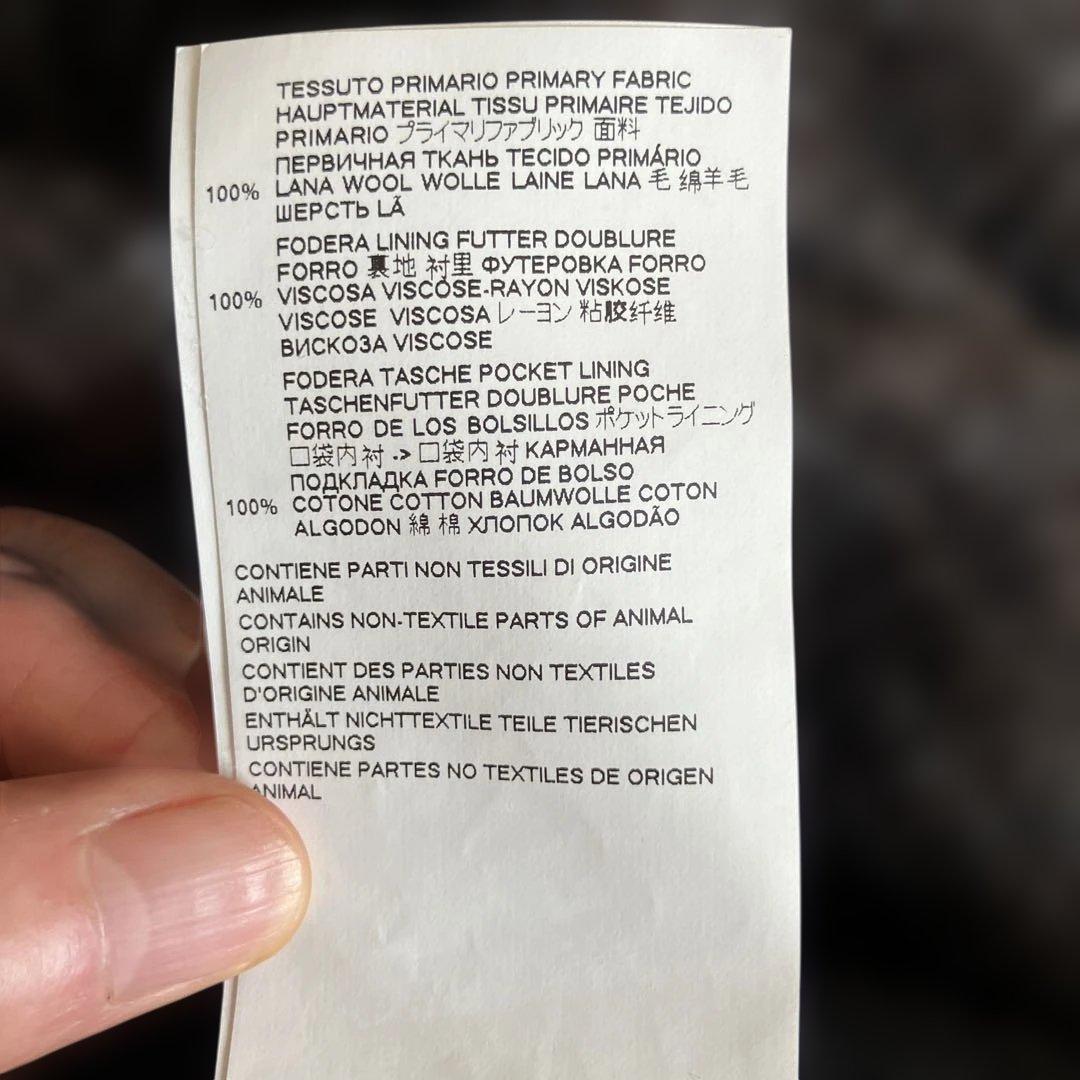 TESSUTO PRIMARIO PRIMARY FABRIC
HAUPTMATERIAL TISSU PRIMAIRE TEJIDO
PRIMARIO プライマリファブリック 面料
ПЕРВИЧНАЯ ТКАНЬ TECIDO PRIMÁRIO
100% LANA WOOL WOLLE LAINE LANA 毛 绵羊毛
ШЕРСТЬ LÃ
FODERA LINING FUTTER DOUBLURE
FORRO 裏地 衬里 ФУТЕРОВКА FORRO
100% VISCOSA VISCOSE-RAYON VISKOSE
VISCOSE VISCOSA レーヨン 粘胶纤维
ВИСКОЗА VISCOSE
FODERA TASCHE POCKET LINING
TASCHENFUTTER DOUBLURE POCHE
FORRO DE LOS BOLSILLOS ポケットライニング
口袋内衬 -> 口袋内衬 КАРМАННАЯ
ПОДКЛАДКА FORRO DE BOLSO
100% COTONE COTTON BAUMWOLLE COTON
ALGODON 綿 棉 ХЛОПОК ALGODÃO
CONTIENE PARTI NON TESSILI DI ORIGINE
ANIMALE
CONTAINS NON-TEXTILE PARTS OF ANIMAL
ORIGIN
CONTIENT DES PARTIES NON TEXTILES
D'ORIGINE ANIMALE
ENTHÄLT NICHTTEXTILE TEILE TIERISCHEN
URSPRUNGS
CONTIENE PARTES NO TEXTILES DE ORIGEN
ANIMAL